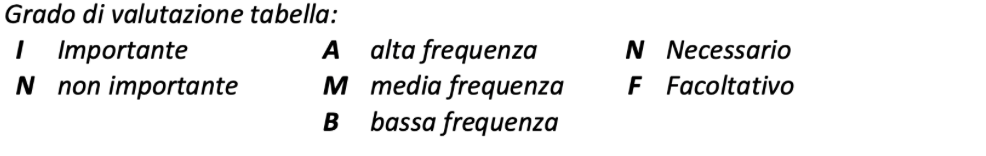 Grado di valutazione tabella:
I Importante A alta frequenza N Necessario
N non importante M media frequenza F Facoltativo
B bassa frequenza